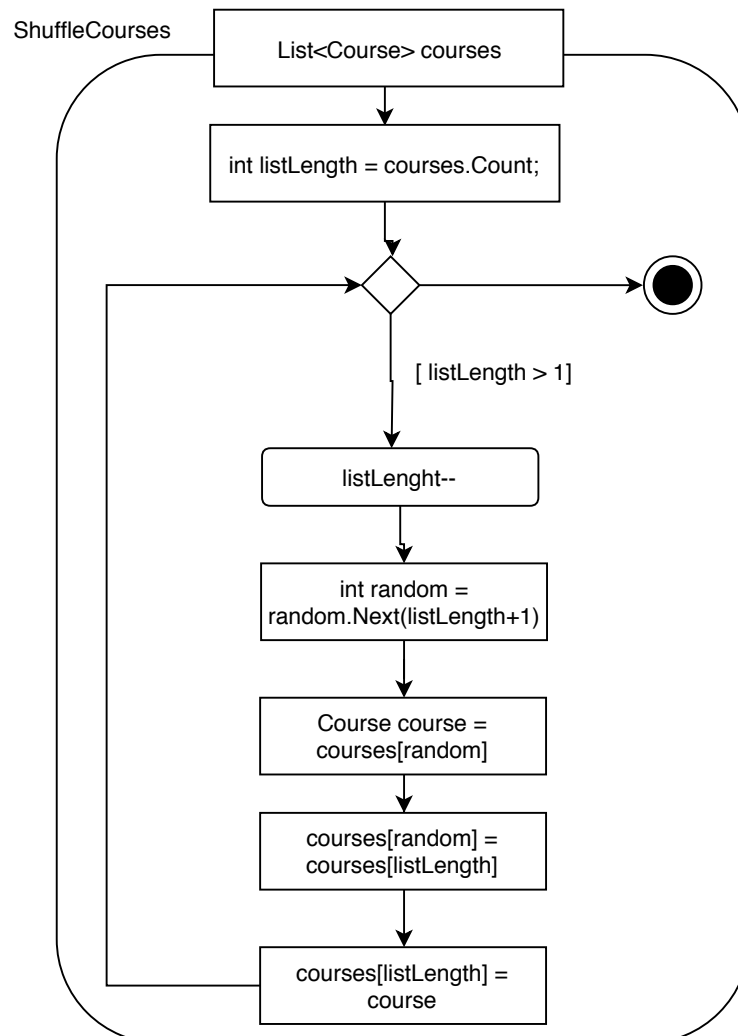 ShuffleCourses
List<Course> courses
int listLength = courses.Count;
[ listLength > 1]
listLenght--
int random =
random.Next(listLength+1)
Course course =
courses[random]
courses[random] =
courses[listLength]
courses[listLength] =
course